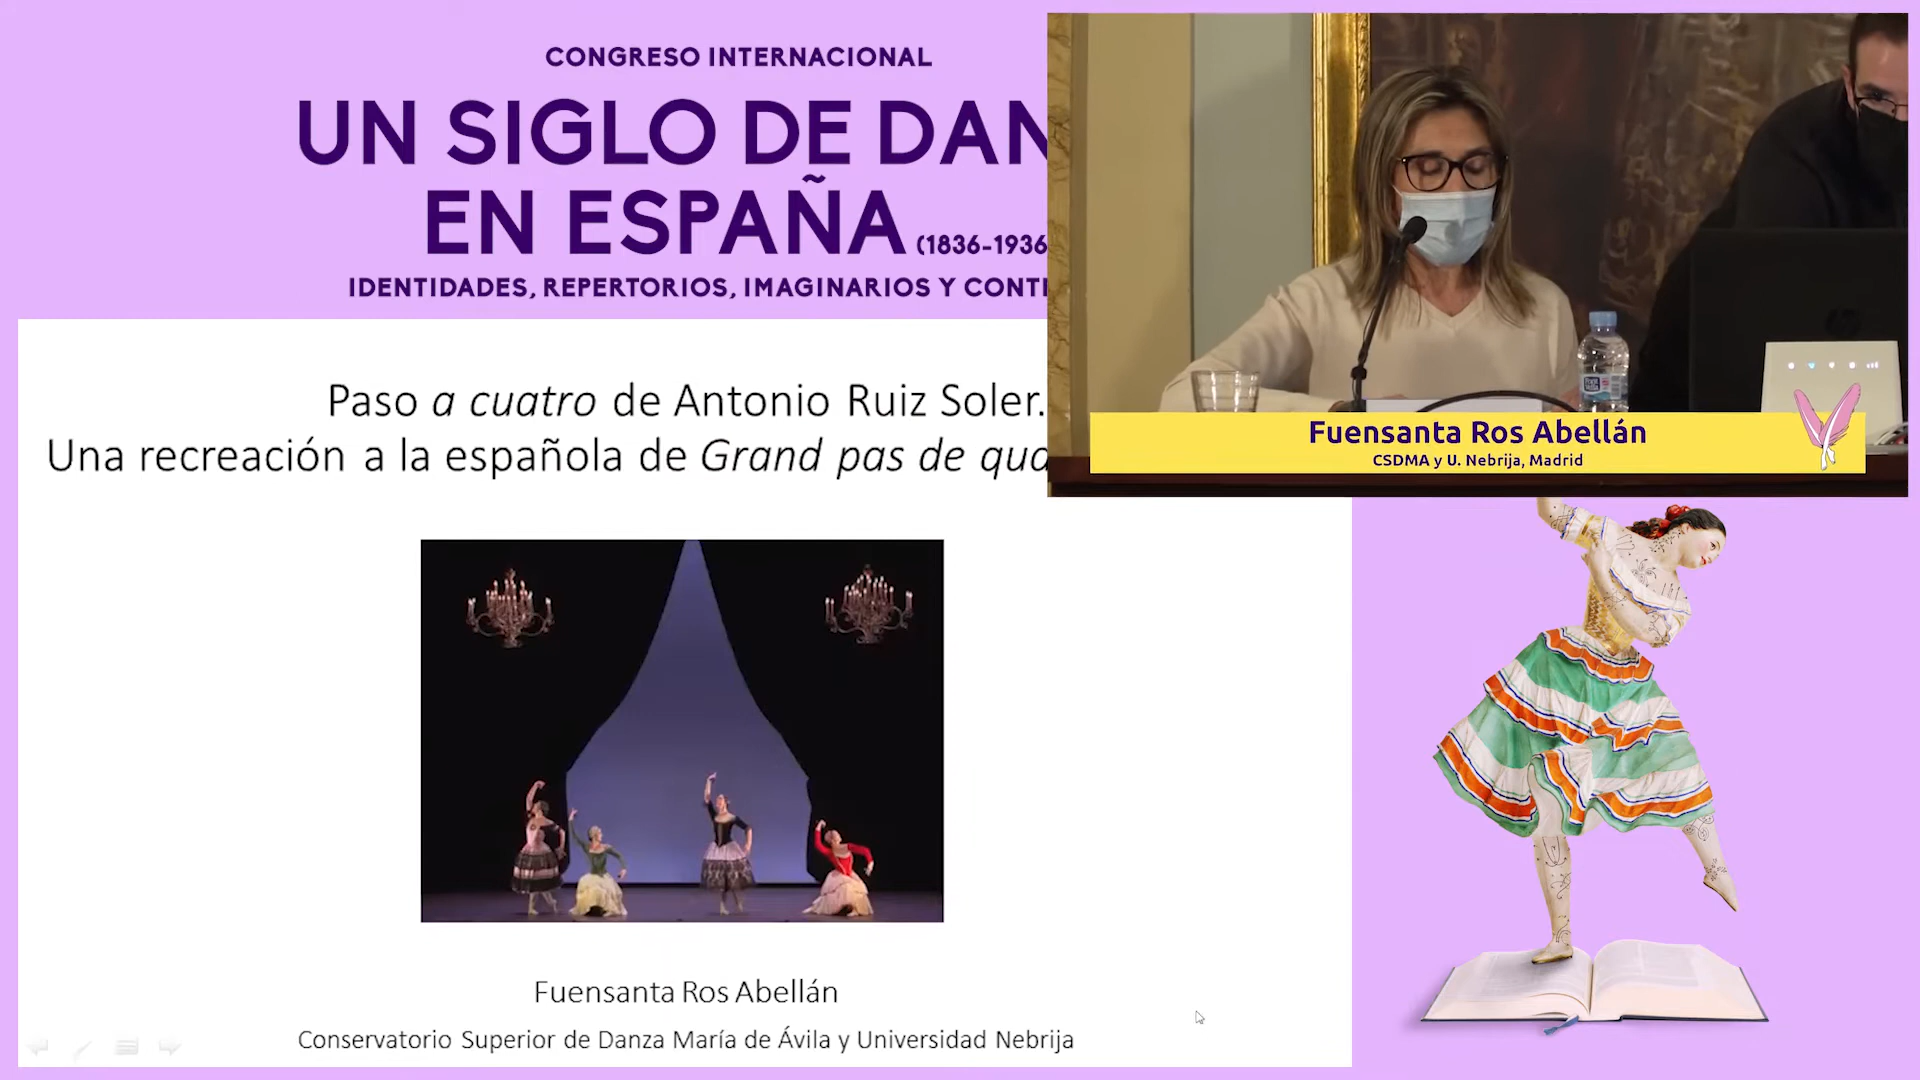 CONGRESO INTERNACIONAL
UN SIGLO DE DAN
EN ESPAÑA (1836-1936
IDENTIDADES, REPERTORIOS, IMAGINARIOS Y CONT
Paso a cuatro de Antonio Ruiz Soler.
Una recreación a la española de Grand pas de qua
Fuensanta Ros Abellán
Conservatorio Superior de Danza María de Ávila y Universidad Nebrija
Fuensanta Ros Abellán
CSDMA y U. Nebrija, Madrid